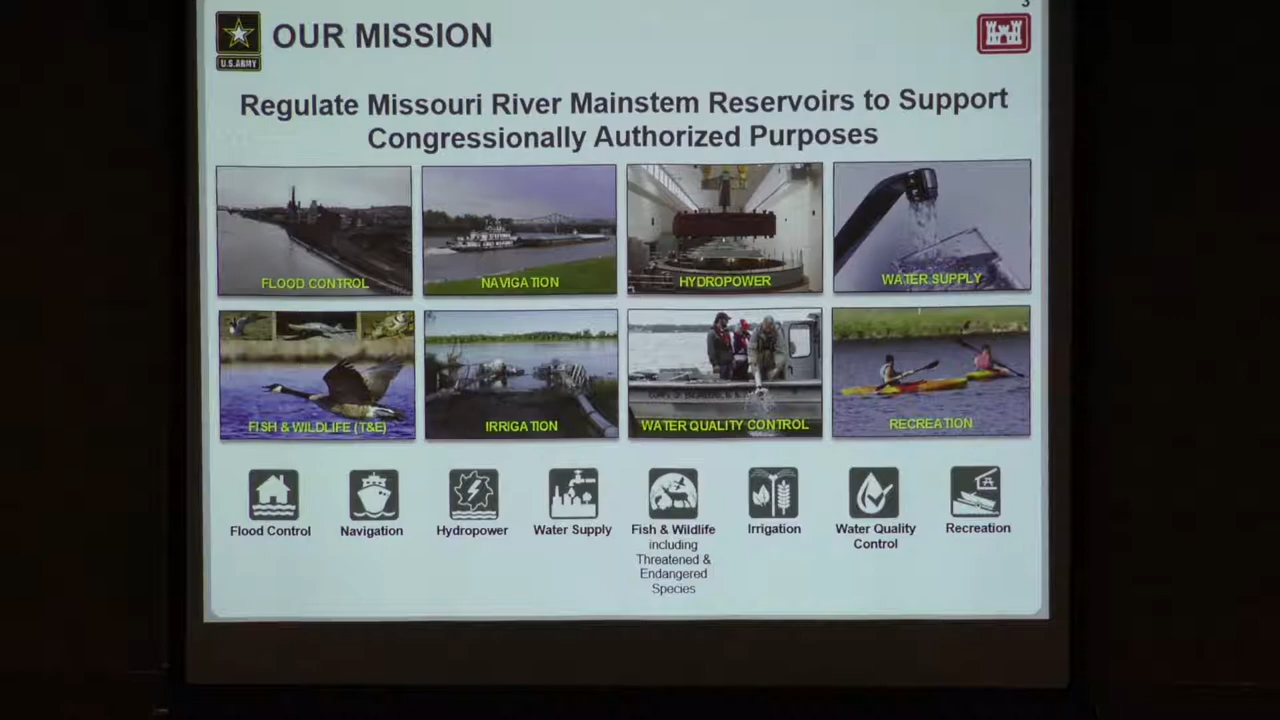 3
OUR MISSION
U.S.ARMY
Regulate Missouri River Mainstem Reservoirs to Support
Congressionally Authorized Purposes
FLOOD CONTROL
NAVIGATION
HYDROPOWER
WATER SUPPLY
FISH & WILDLIFE (T&E)
IRRIGATION
WATER QUALITY CONTROL
RECREATION
Flood Control
Navigation
Hydropower
Water Supply
Fish & Wildlife
including
Threatened &
Endangered
Species
Irrigation
Water Quality
Control
Recreation